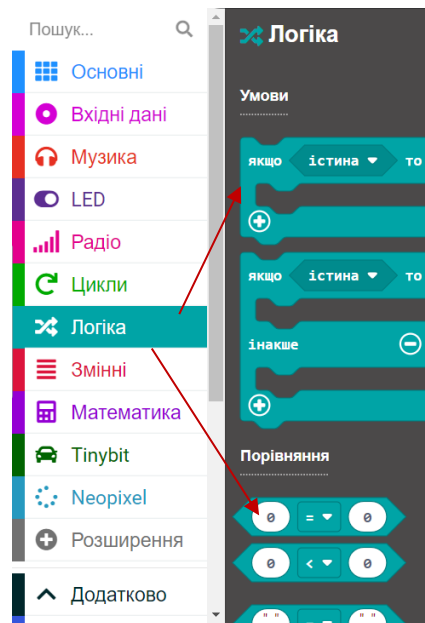 Пошук...
Основні
Вхідні дані
Музика
LED
Радіо
Цикли
Логіка
Змінні
Математика
Tinybit
Neopixel
Розширення
Додатково
Логіка
Умови
якщо істина то
якщо істина то
інакше
Порівняння
0 = 0
0 < 0
" " = " "